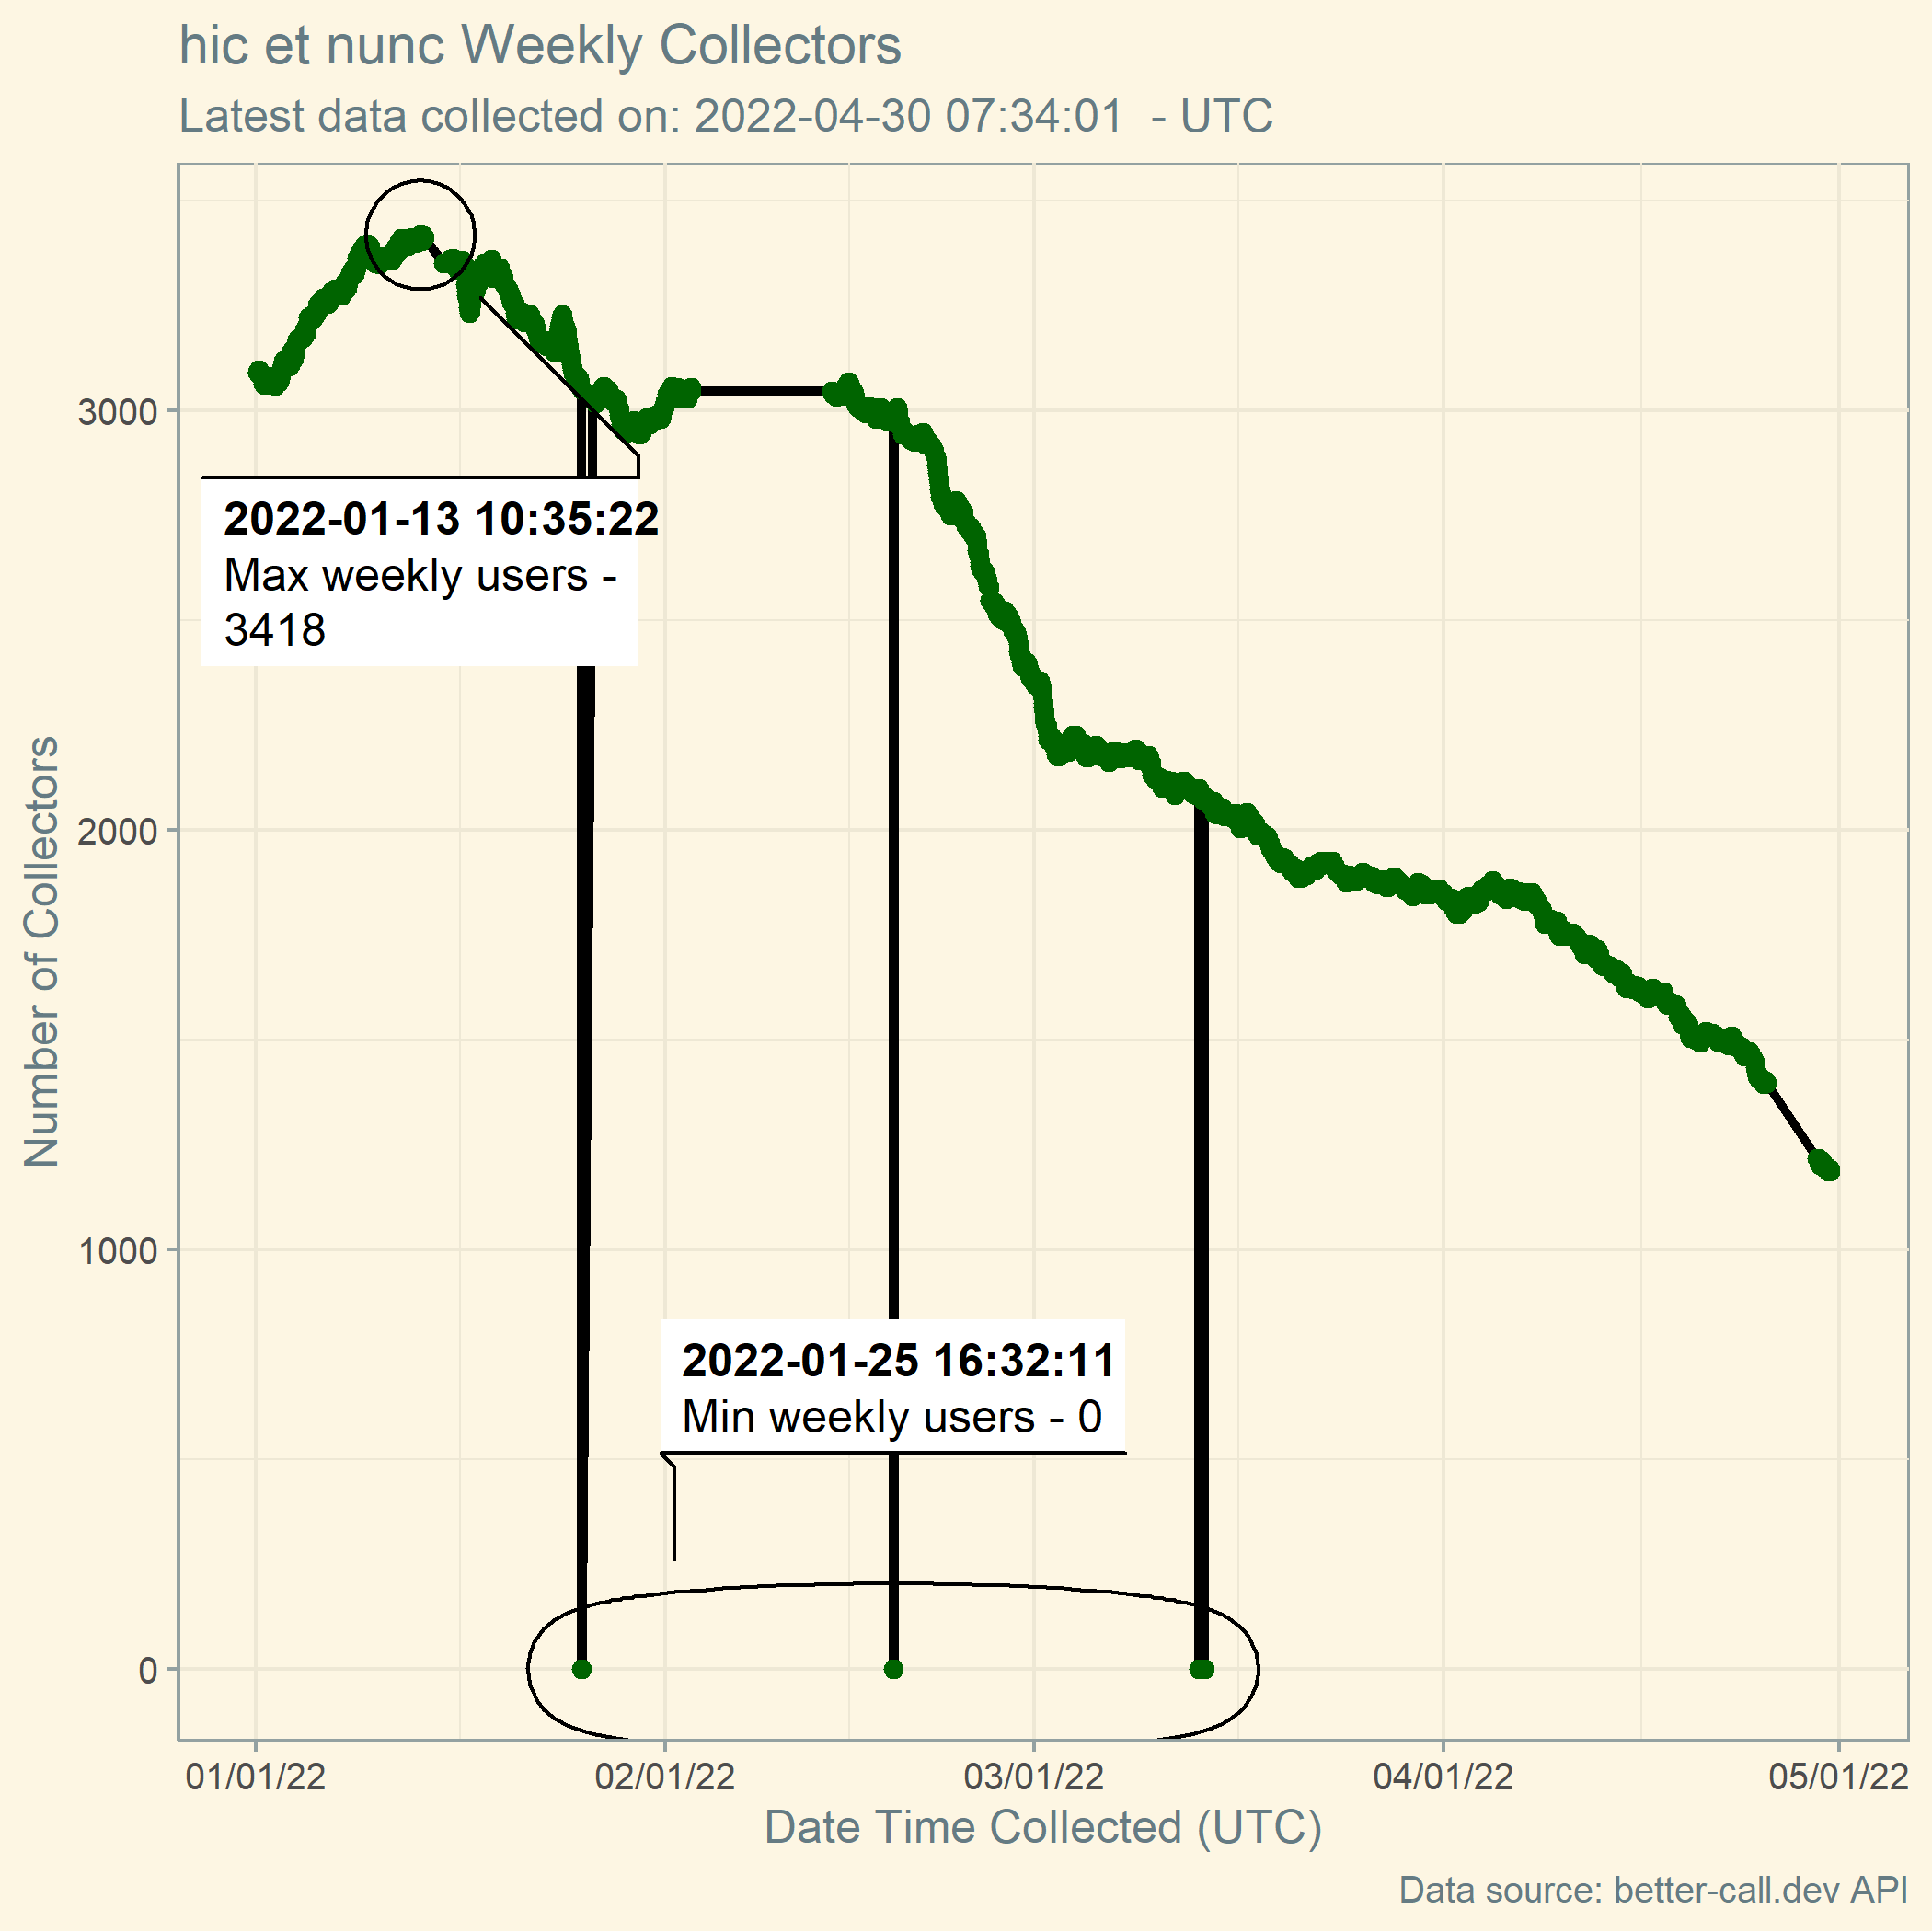 hic et nunc Weekly Collectors
Latest data collected on: 2022-04-30 07:34:01  - UTC
Number of Collectors
3000
2000
1000
0
2022-01-13 10:35:22
Max weekly users -
3418
2022-01-25 16:32:11
Min weekly users - 0
01/01/22
02/01/22
03/01/22
04/01/22
05/01/22
Date Time Collected (UTC)
Data source: better-call.dev API